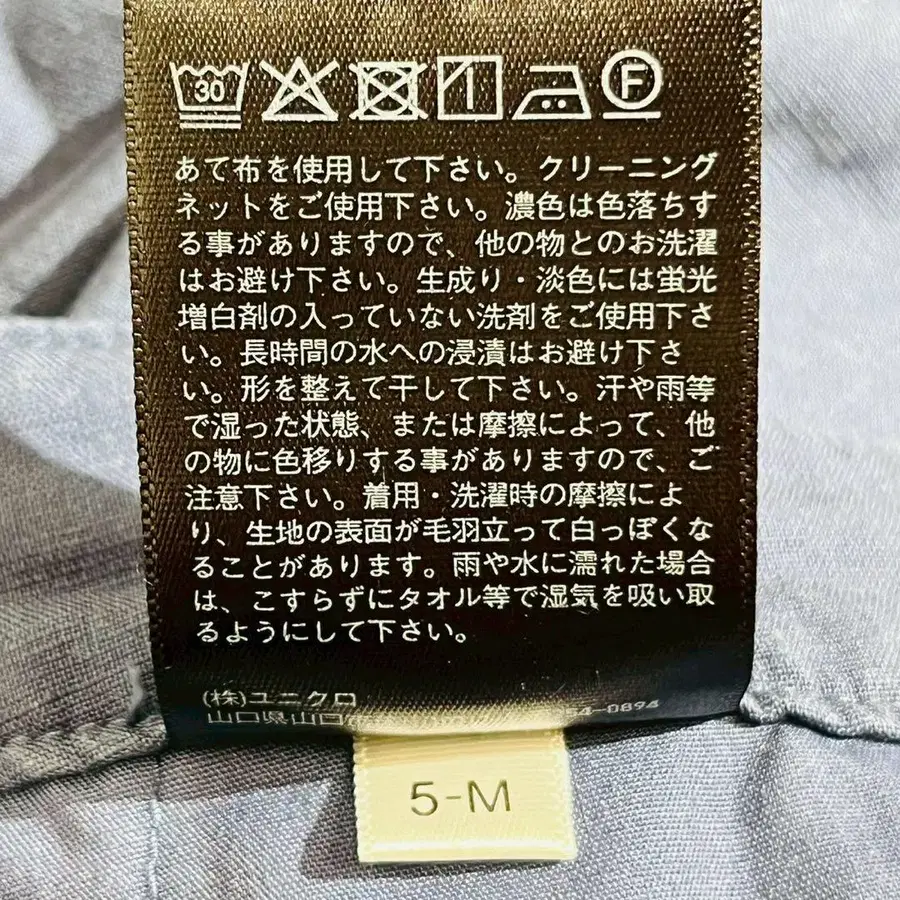 30 F
あて布を使用して下さい。クリーニング
ネットをご使用下さい。濃色は色落ちす
る事がありますので、他の物とのお洗濯
はお避け下さい。生成り・淡色には蛍光
増白剤の入っていない洗剤をご使用下さ
い。長時間の水への浸漬はお避け下さ
い。形を整えて干して下さい。汗や雨等
で湿った状態、または摩擦によって、他
の物に色移りする事がありますので、ご
注意下さい。着用・洗濯時の摩擦によ
り、生地の表面が毛羽立って白っぽくな
ることがあります。雨や水に濡れた場合
は、こすらずにタオル等で湿気を吸い取
るようにして下さい。
(株)ユニクロ
山口県山口 4-0894
5-M